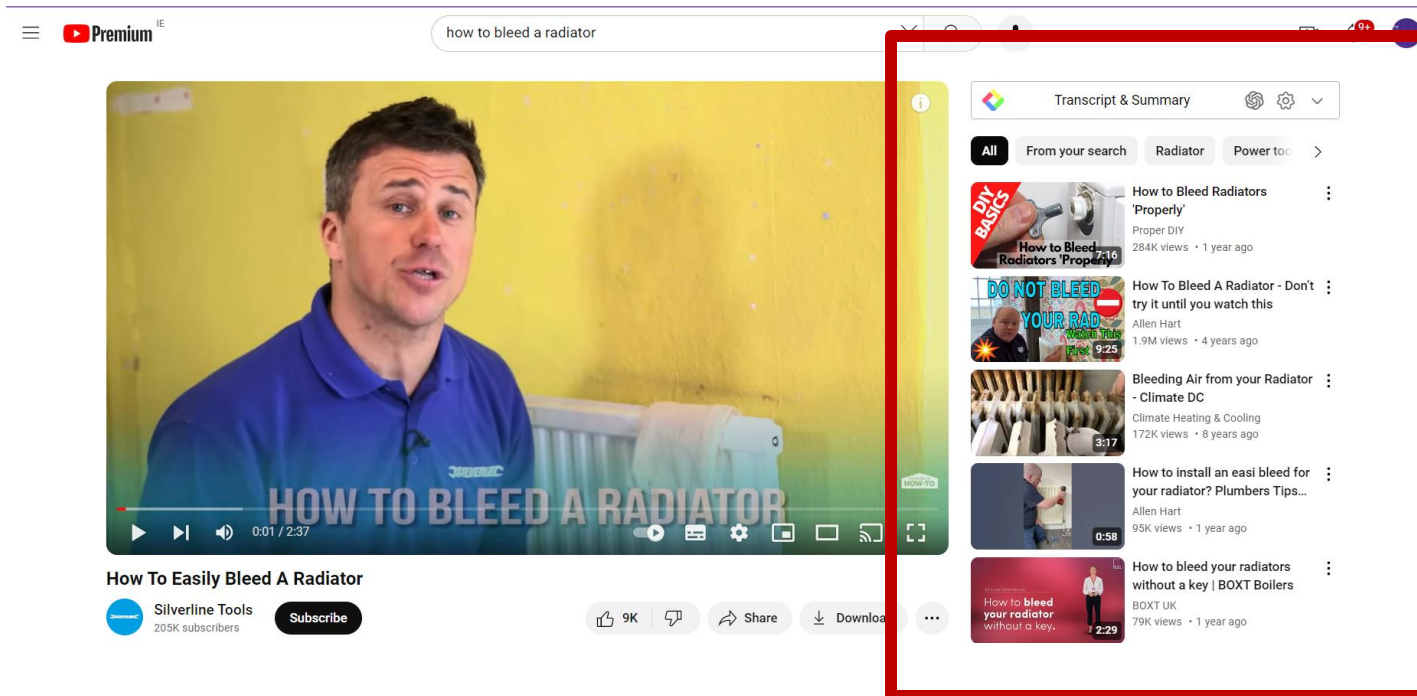 Premium IE
how to bleed a radiator
9+
HOW-TO
HOW TO BLEED A RADIATOR
0:01 / 2:37
How To Easily Bleed A Radiator
Silverline Tools
205K subscribers
Subscribe
9K
Share
Downloa
Transcript & Summary
All
From your search
Radiator
Power too
DIY
BASICS
How to Bleed
Radiators 'Properly'
7:16
How to Bleed Radiators
'Properly'
Proper DIY
284K views • 1 year ago
DO NOT BLEED
YOUR RAD
Watch This
First
9:25
How To Bleed A Radiator - Don't
try it until you watch this
Allen Hart
1.9M views • 4 years ago
3:17
Bleeding Air from your Radiator
- Climate DC
Climate Heating & Cooling
172K views • 8 years ago
0:58
How to install an easi bleed for
your radiator? Plumbers Tips...
Allen Hart
95K views • 1 year ago
How to bleed
your radiator
without a key.
2:29
How to bleed your radiators
without a key | BOXT Boilers
BOXT UK
79K views • 1 year ago